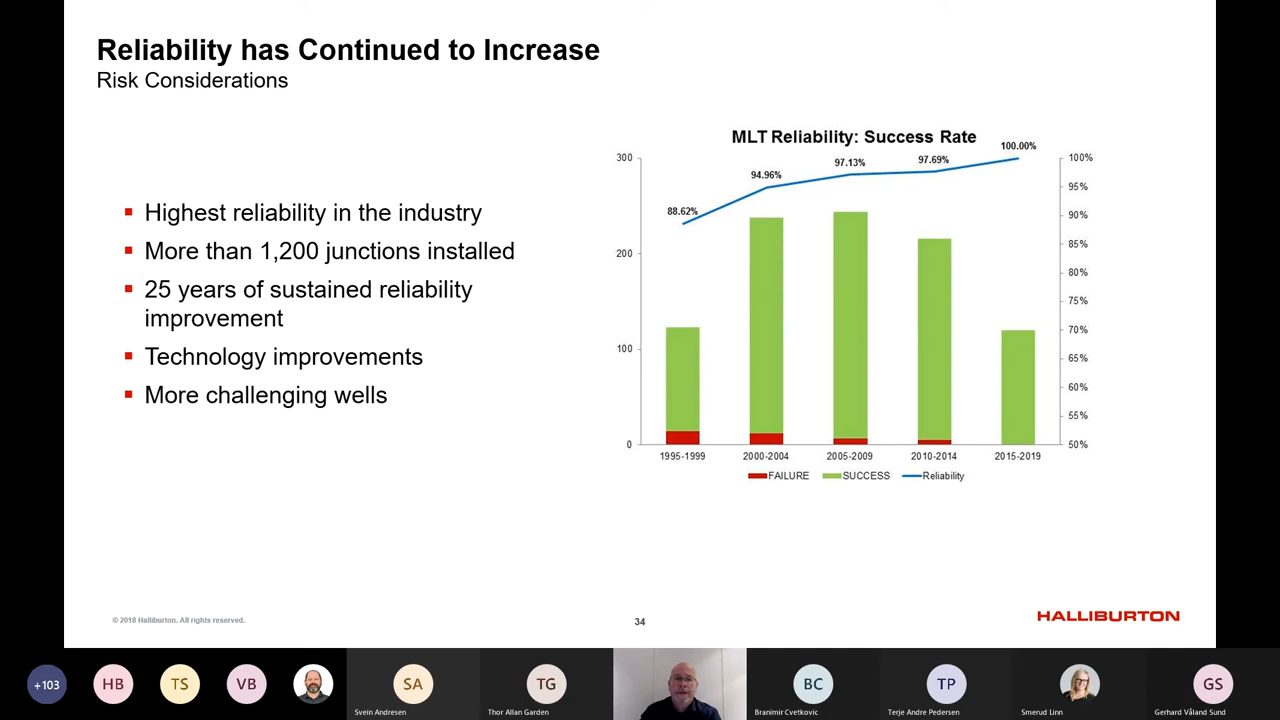 Reliability has Continued to Increase
Risk Considerations
Highest reliability in the industry
More than 1,200 junctions installed
25 years of sustained reliability
improvement
Technology improvements
More challenging wells
MLT Reliability: Success Rate
300
200
100
0
88.62%
94.96%
97.13%
97.69%
100.00%
100%
95%
90%
85%
80%
75%
70%
65%
60%
55%
50%
1995-1999
2000-2004
2005-2009
2010-2014
2015-2019
FAILURE
SUCCESS
Reliability
© 2018 Halliburton. All rights reserved.
34
HALLIBURTON
+103
HB
TS
VB
SA
Svein Andresen
TG
Thor Allan Garden
BC
Branimir Cvetkovic
TP
Terje Andre Pedersen
Smerud Linn
GS
Gerhard Våland Sund